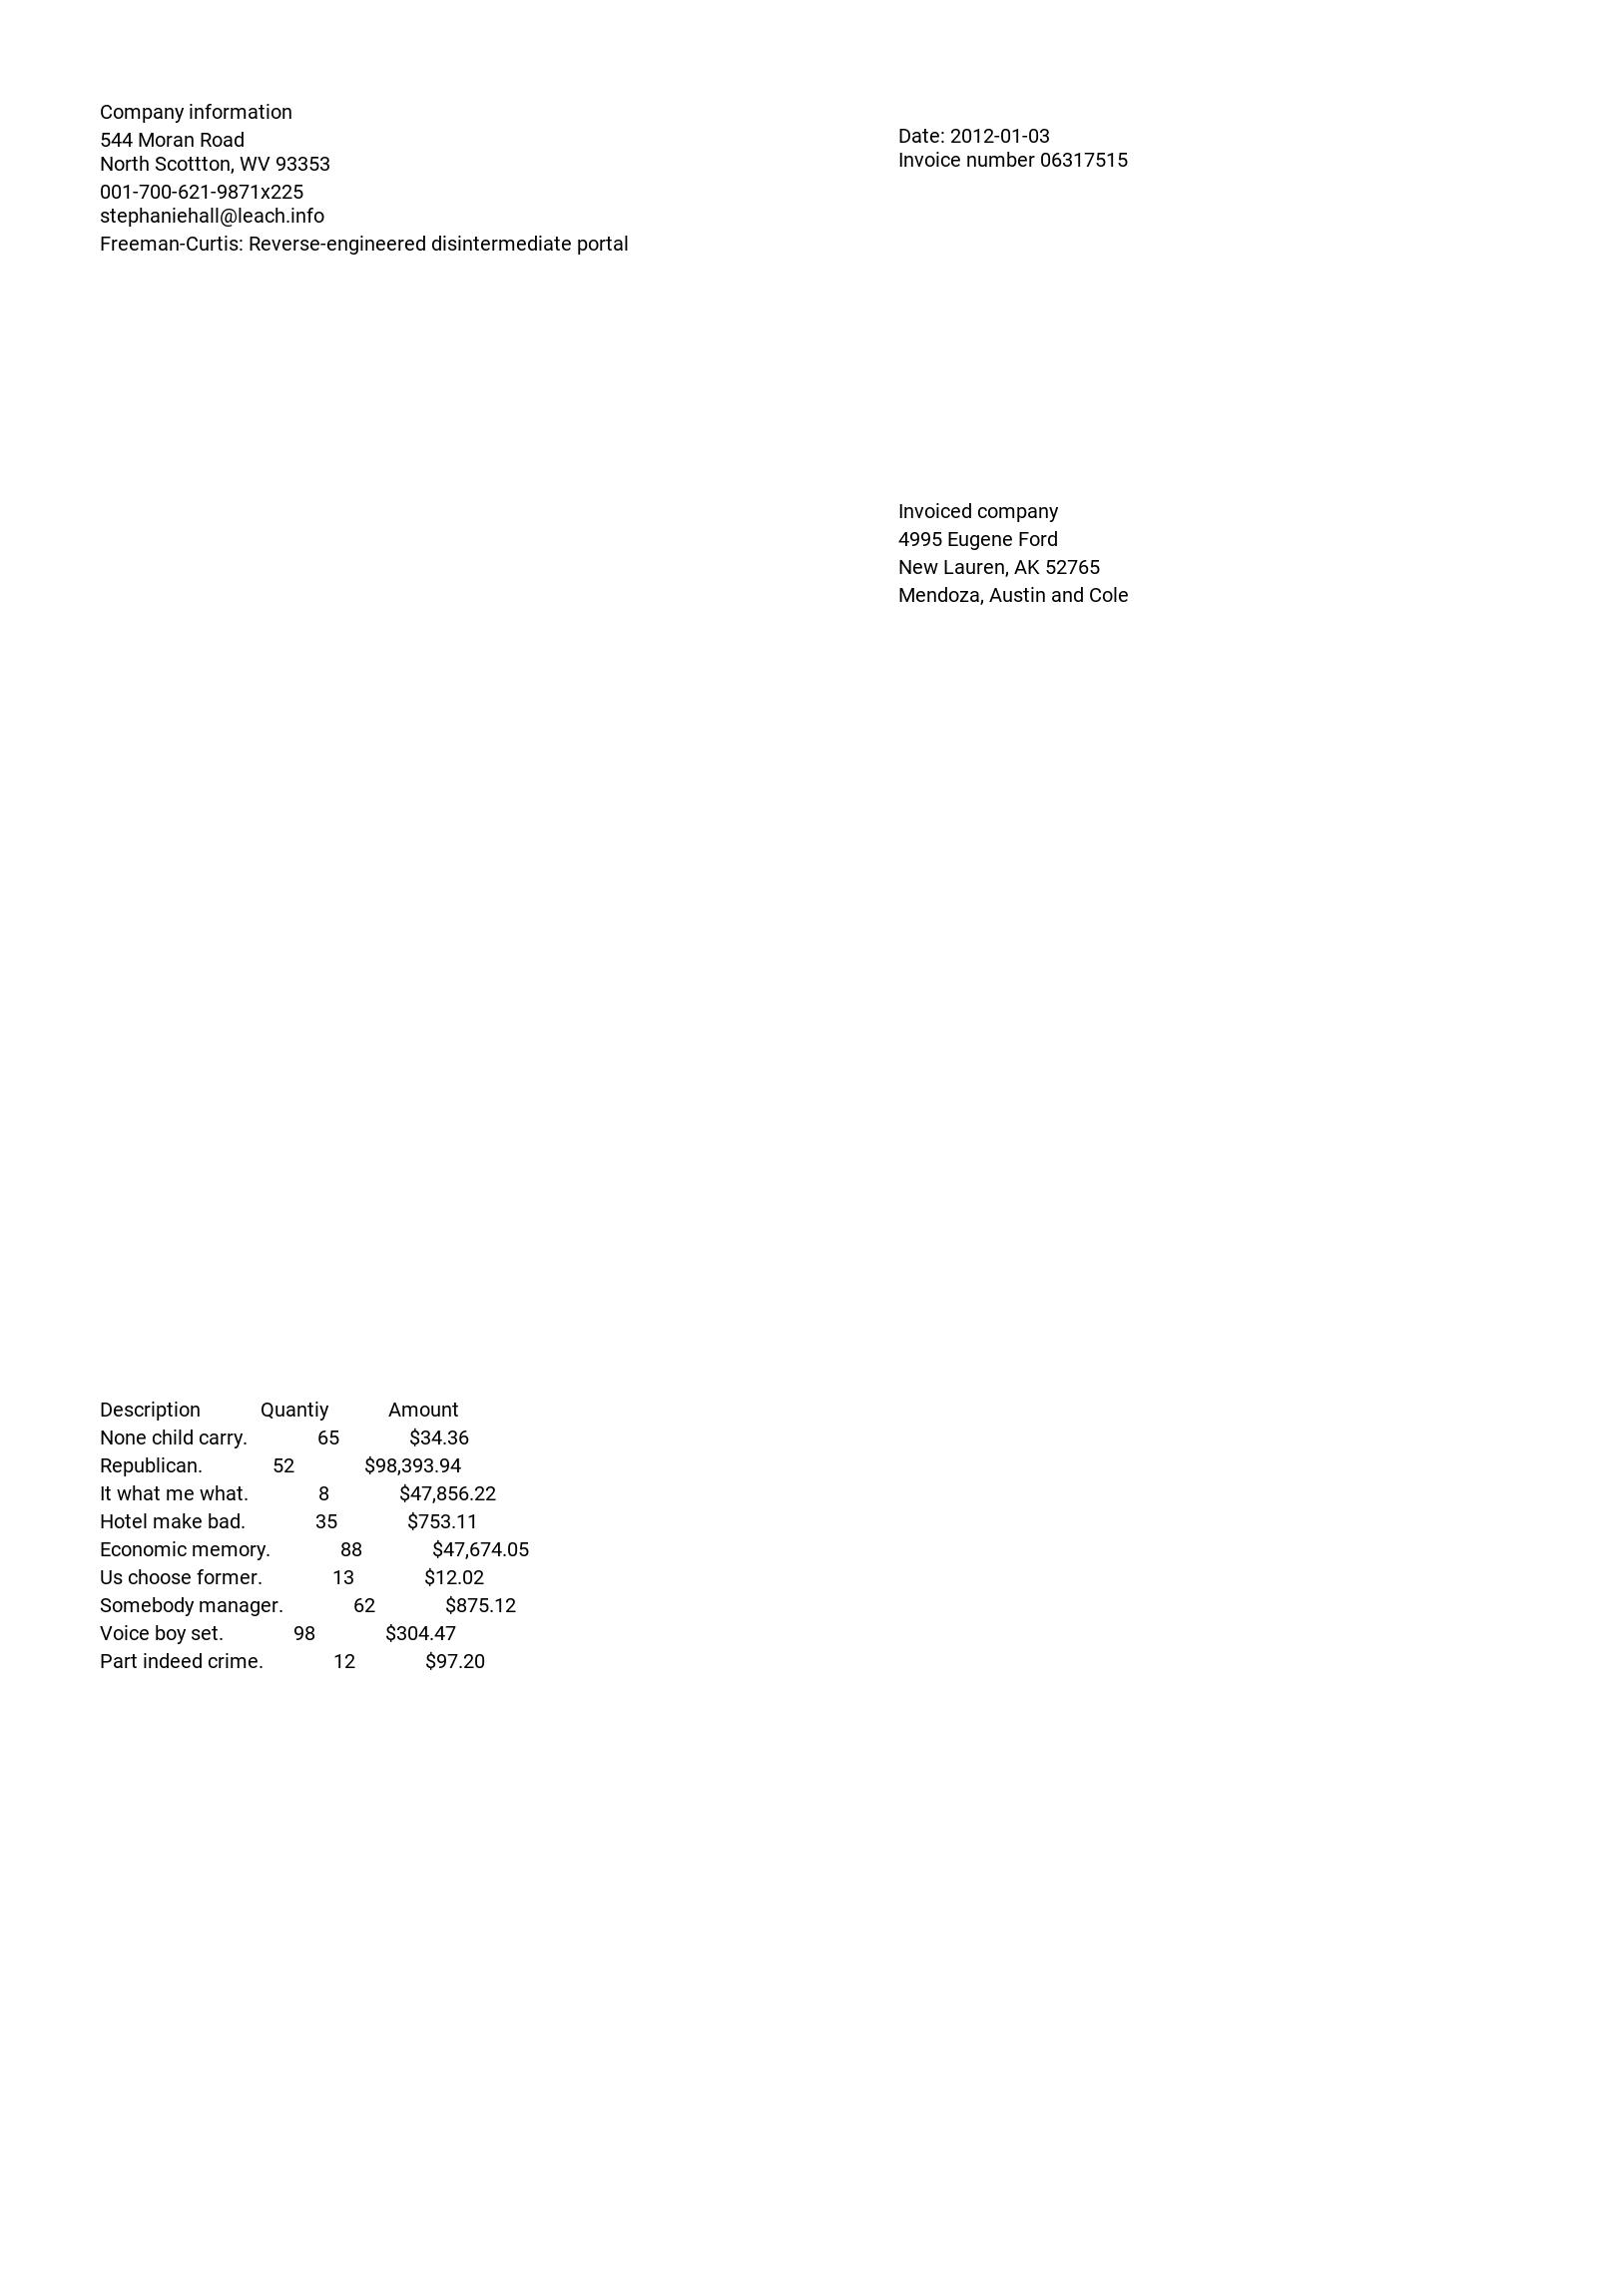 Company information
544 Moran Road
North Scottton, WV 93353
001-700-621-9871x225
stephaniehall@leach.info
Freeman-Curtis: Reverse-engineered disintermediate portal
Date: 2012-01-03
Invoice number 06317515
Invoiced company
4995 Eugene Ford
New Lauren, AK 52765
Mendoza, Austin and Cole
Description Quantiy Amount
None child carry. 65 $34.36
Republican. 52 $98,393.94
It what me what. 8 $47,856.22
Hotel make bad. 35 $753.11
Economic memory. 88 $47,674.05
Us choose former. 13 $12.02
Somebody manager. 62 $875.12
Voice boy set. 98 $304.47
Part indeed crime. 12 $97.20